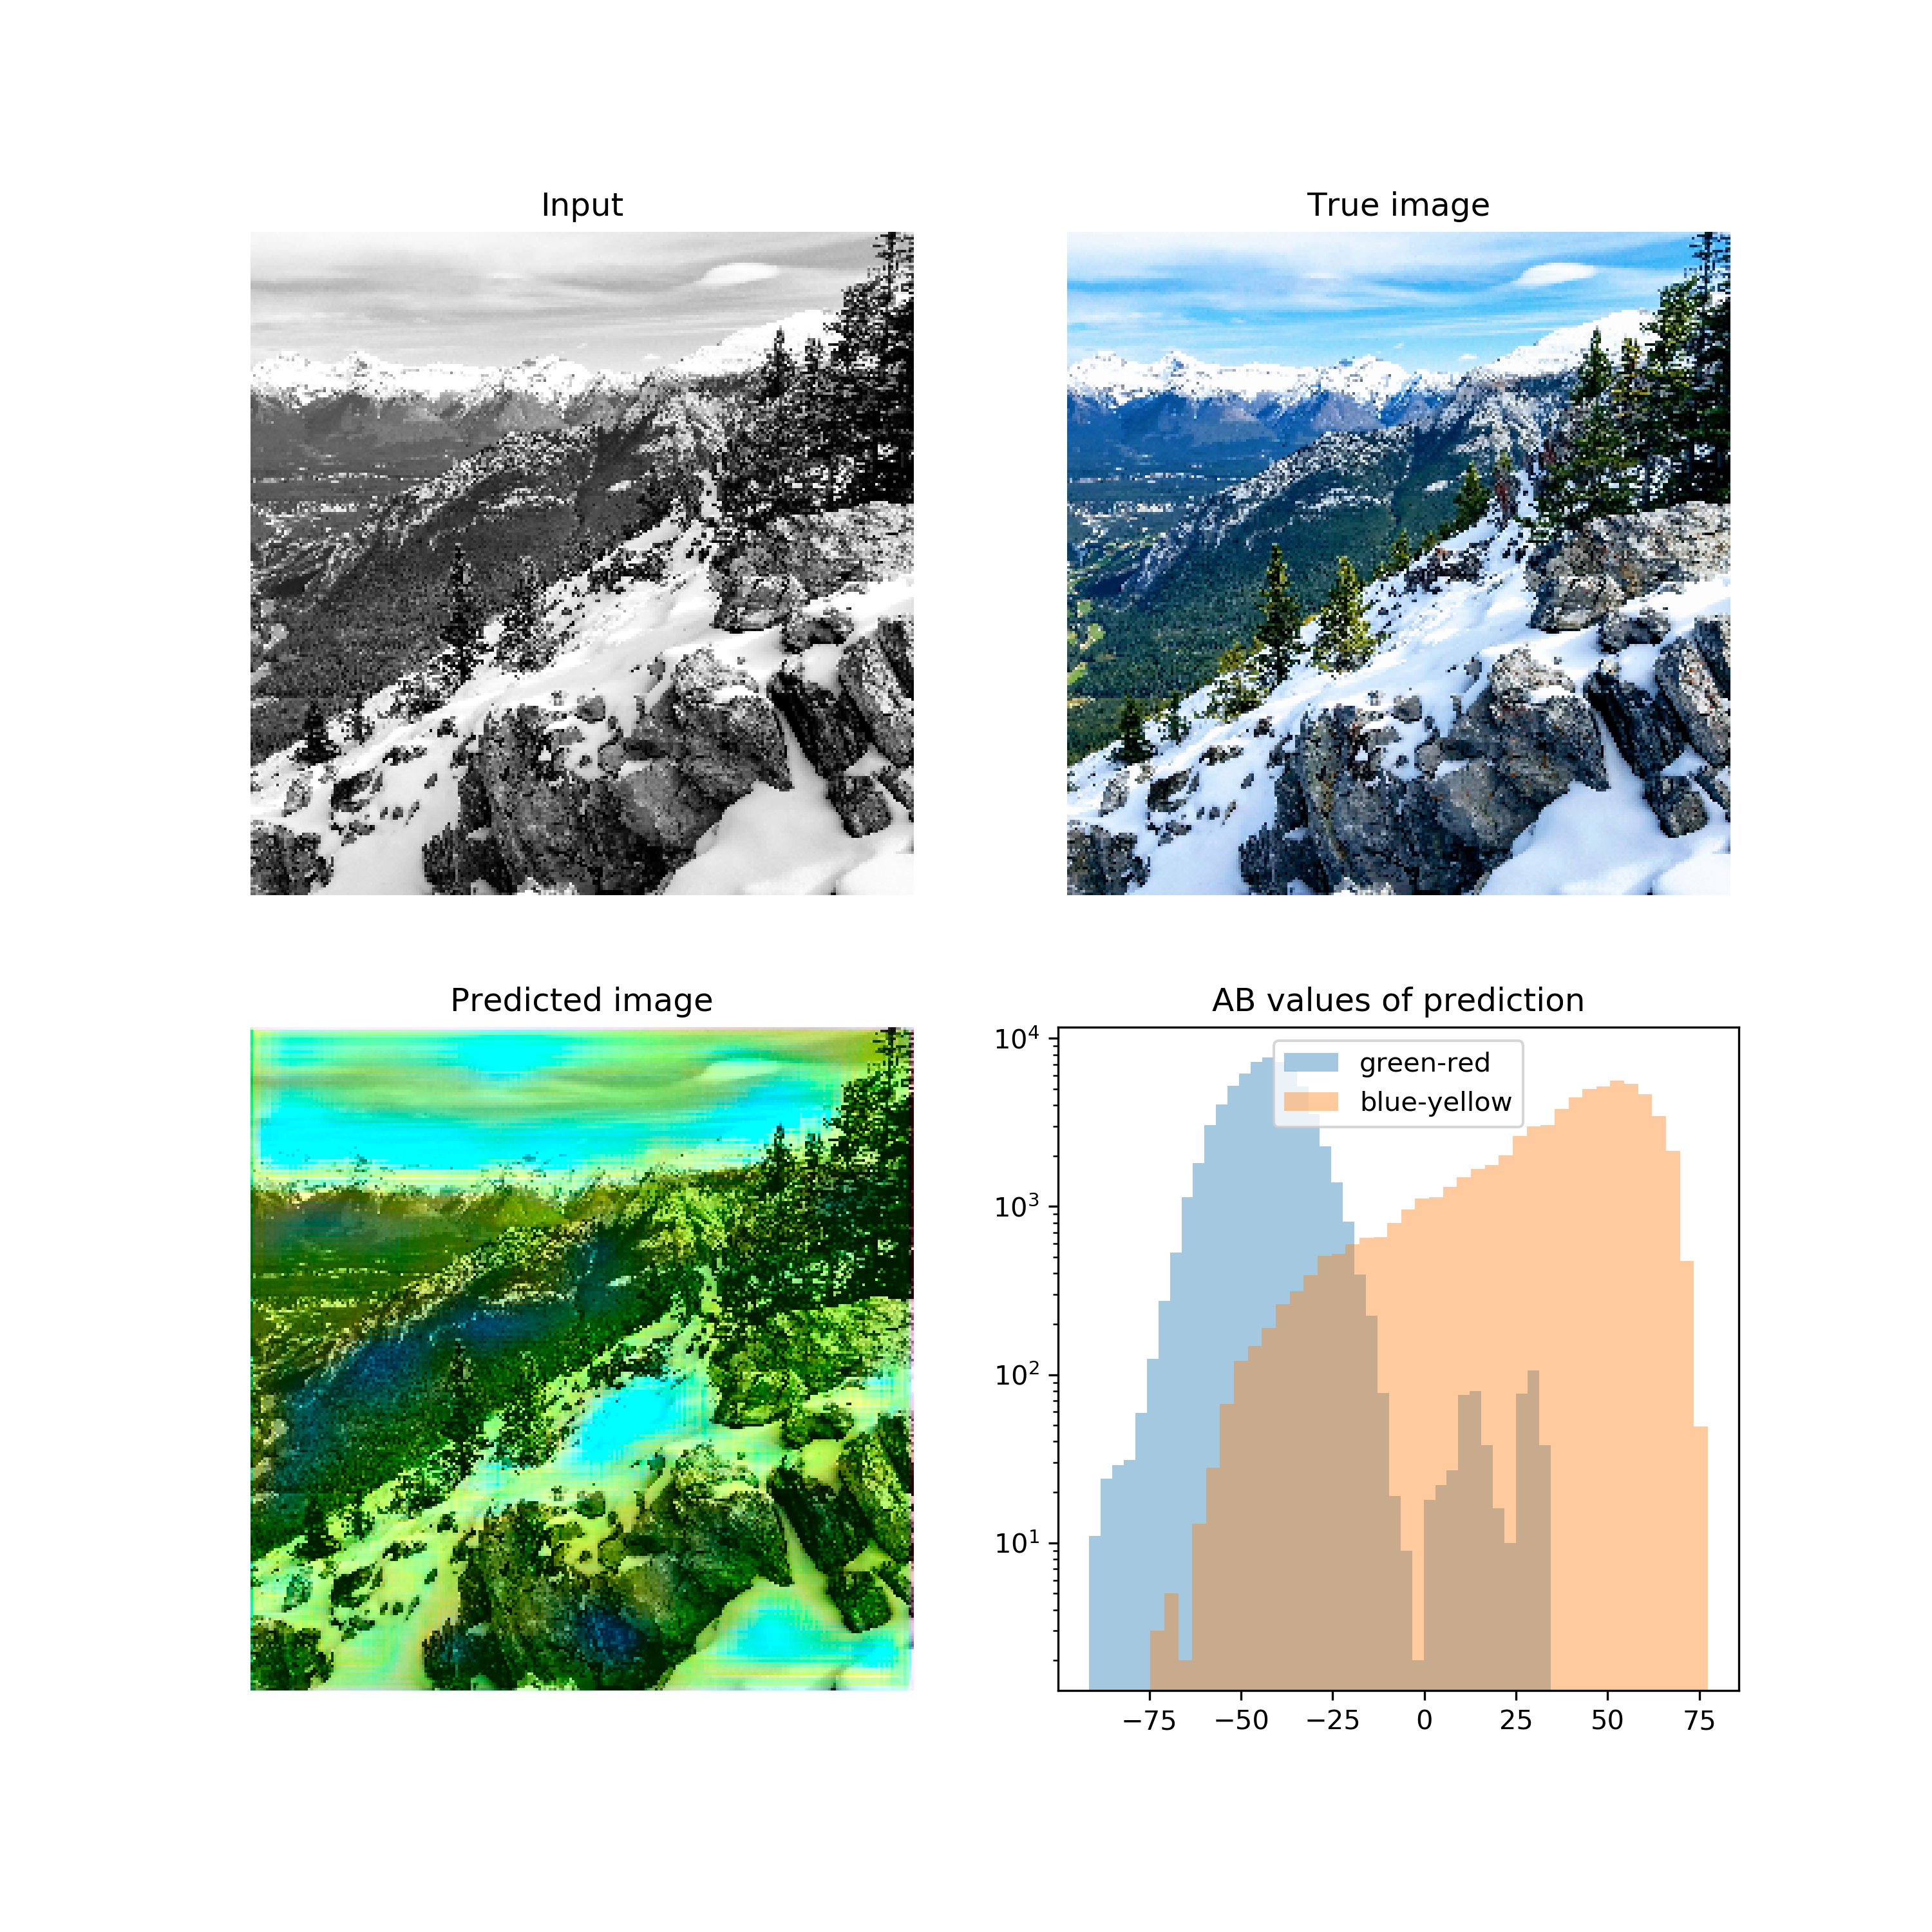 Input
True image
Predicted image
AB values of prediction
10⁴
green-red
blue-yellow
10³
10²
10¹
−75 −50 −25 0 25 50 75